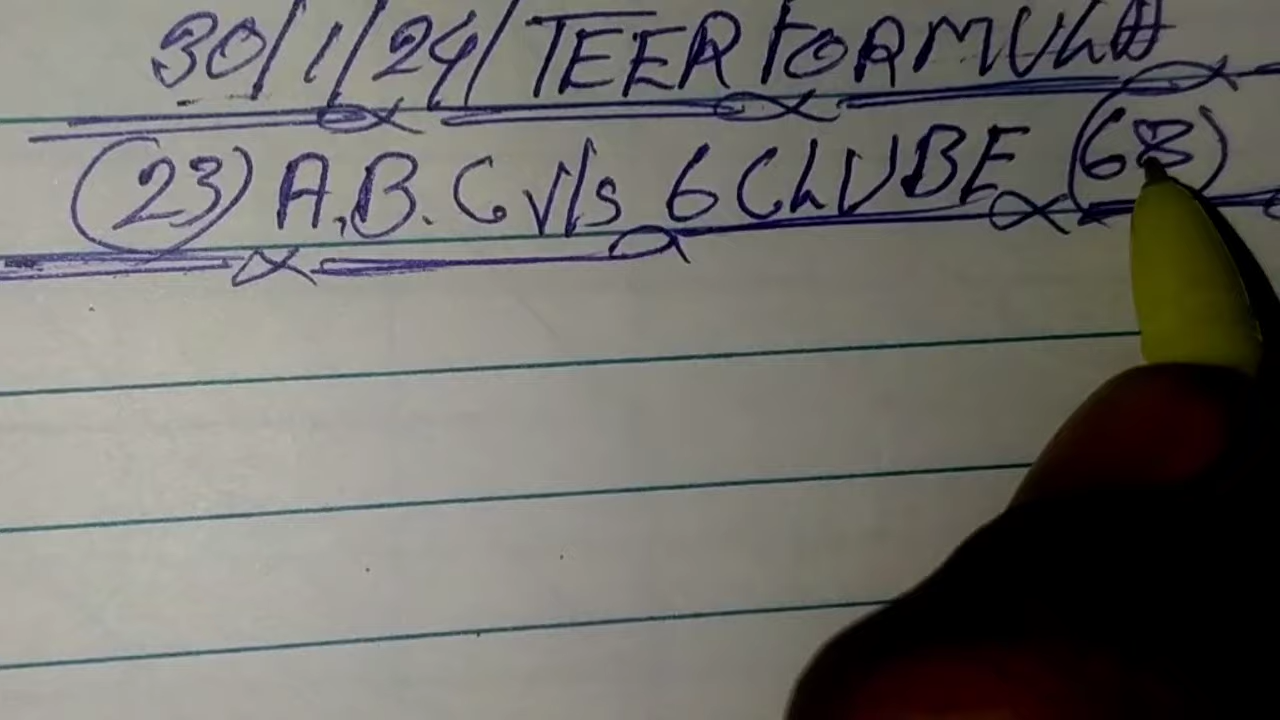 30/1/24/TEER FORMULA
(23) A.B.C V/S 6 CLUBE (68)